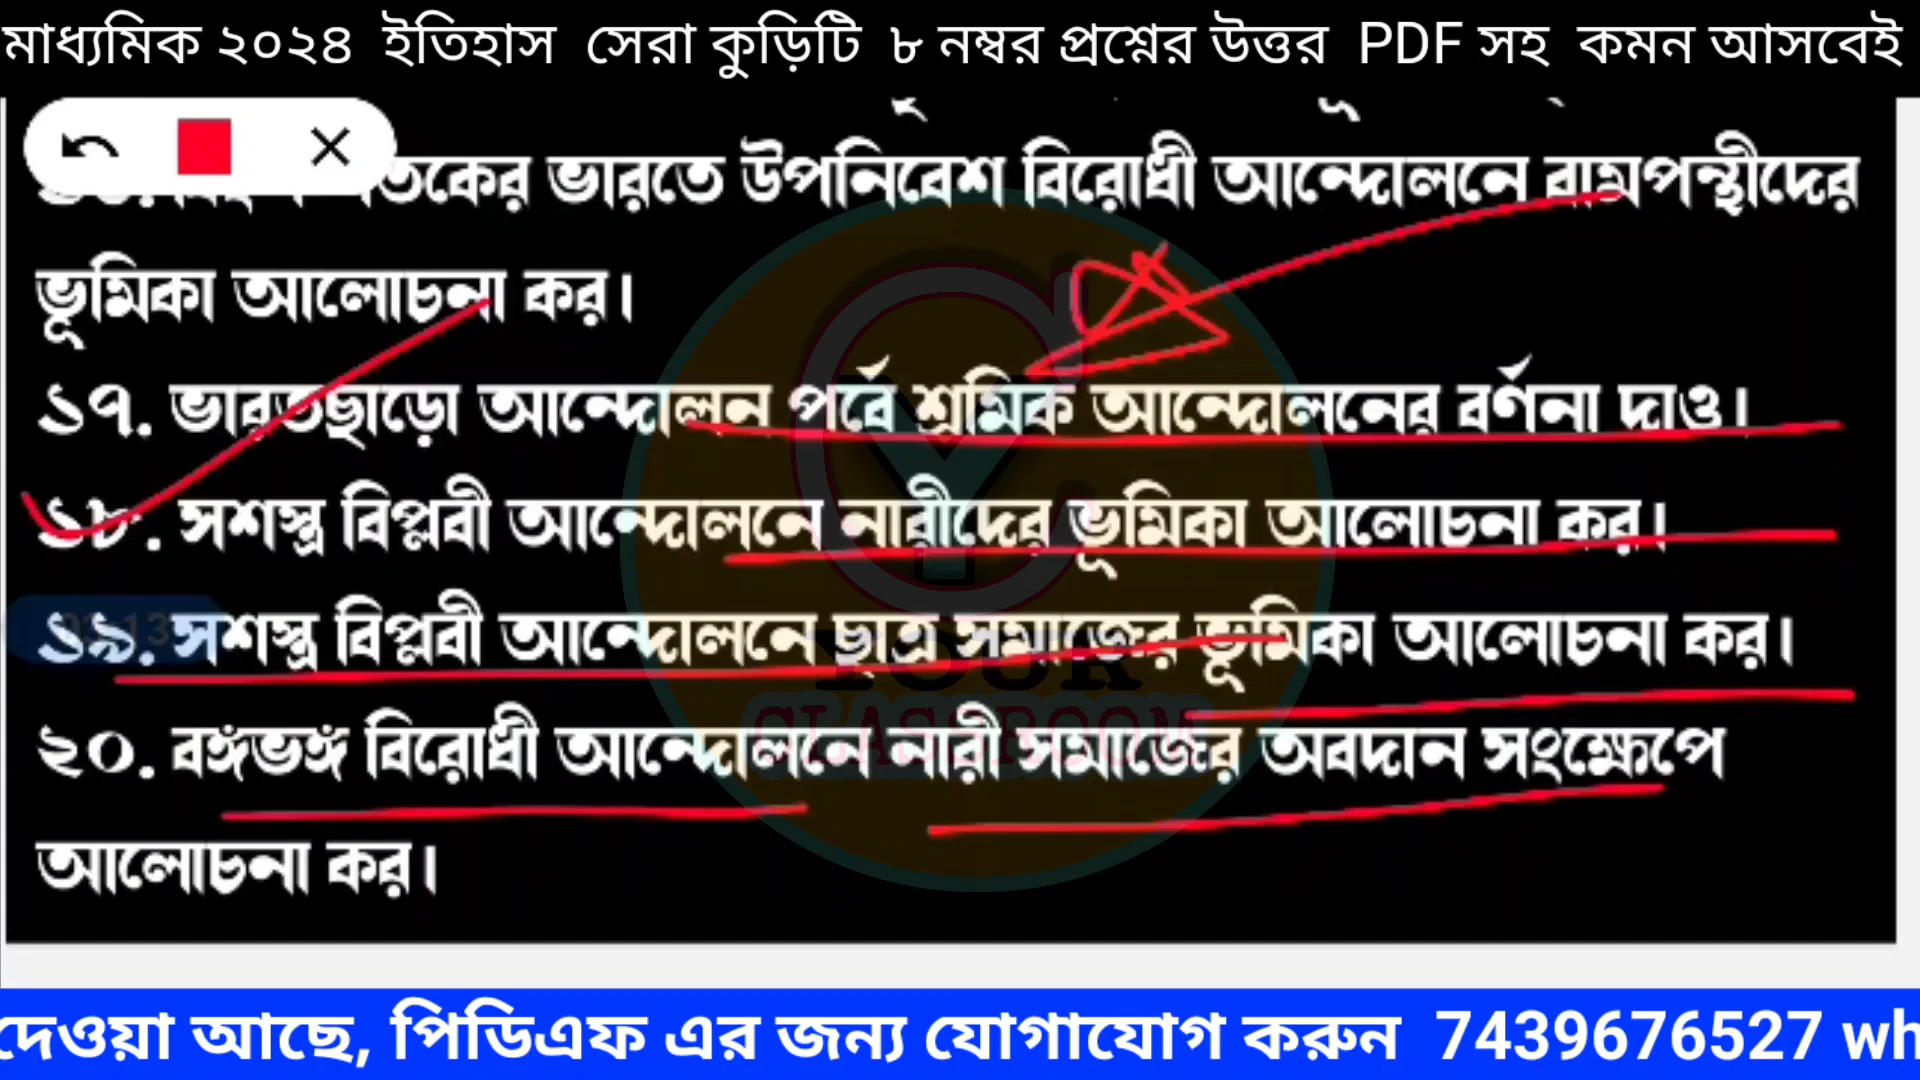 মাধ্যমিক ২০২৪ ইতিহাস সেরা কুড়িটি ৮ নম্বর প্রশ্নের উত্তর PDF সহ কমন আসবেই
ভারতে উপনিবেশ বিরোধী আন্দোলনে বামপন্থীদের
ভূমিকা আলোচনা কর।
১৭. ভারতছাড়ো আন্দোলন পর্বে শ্রমিক আন্দোলনের বর্ণনা দাও।
১৮. সশস্ত্র বিপ্লবী আন্দোলনে নারীদের ভূমিকা আলোচনা কর।
১৯. সশস্ত্র বিপ্লবী আন্দোলনে ছাত্র সমাজের ভূমিকা আলোচনা কর।
YOUR
CLASSROOM
২০. বঙ্গভঙ্গ বিরোধী আন্দোলনে নারী সমাজের অবদান সংক্ষেপে
আলোচনা কর।
দেওয়া আছে, পিডিএফ এর জন্য যোগাযোগ করুন 7439676527 wh